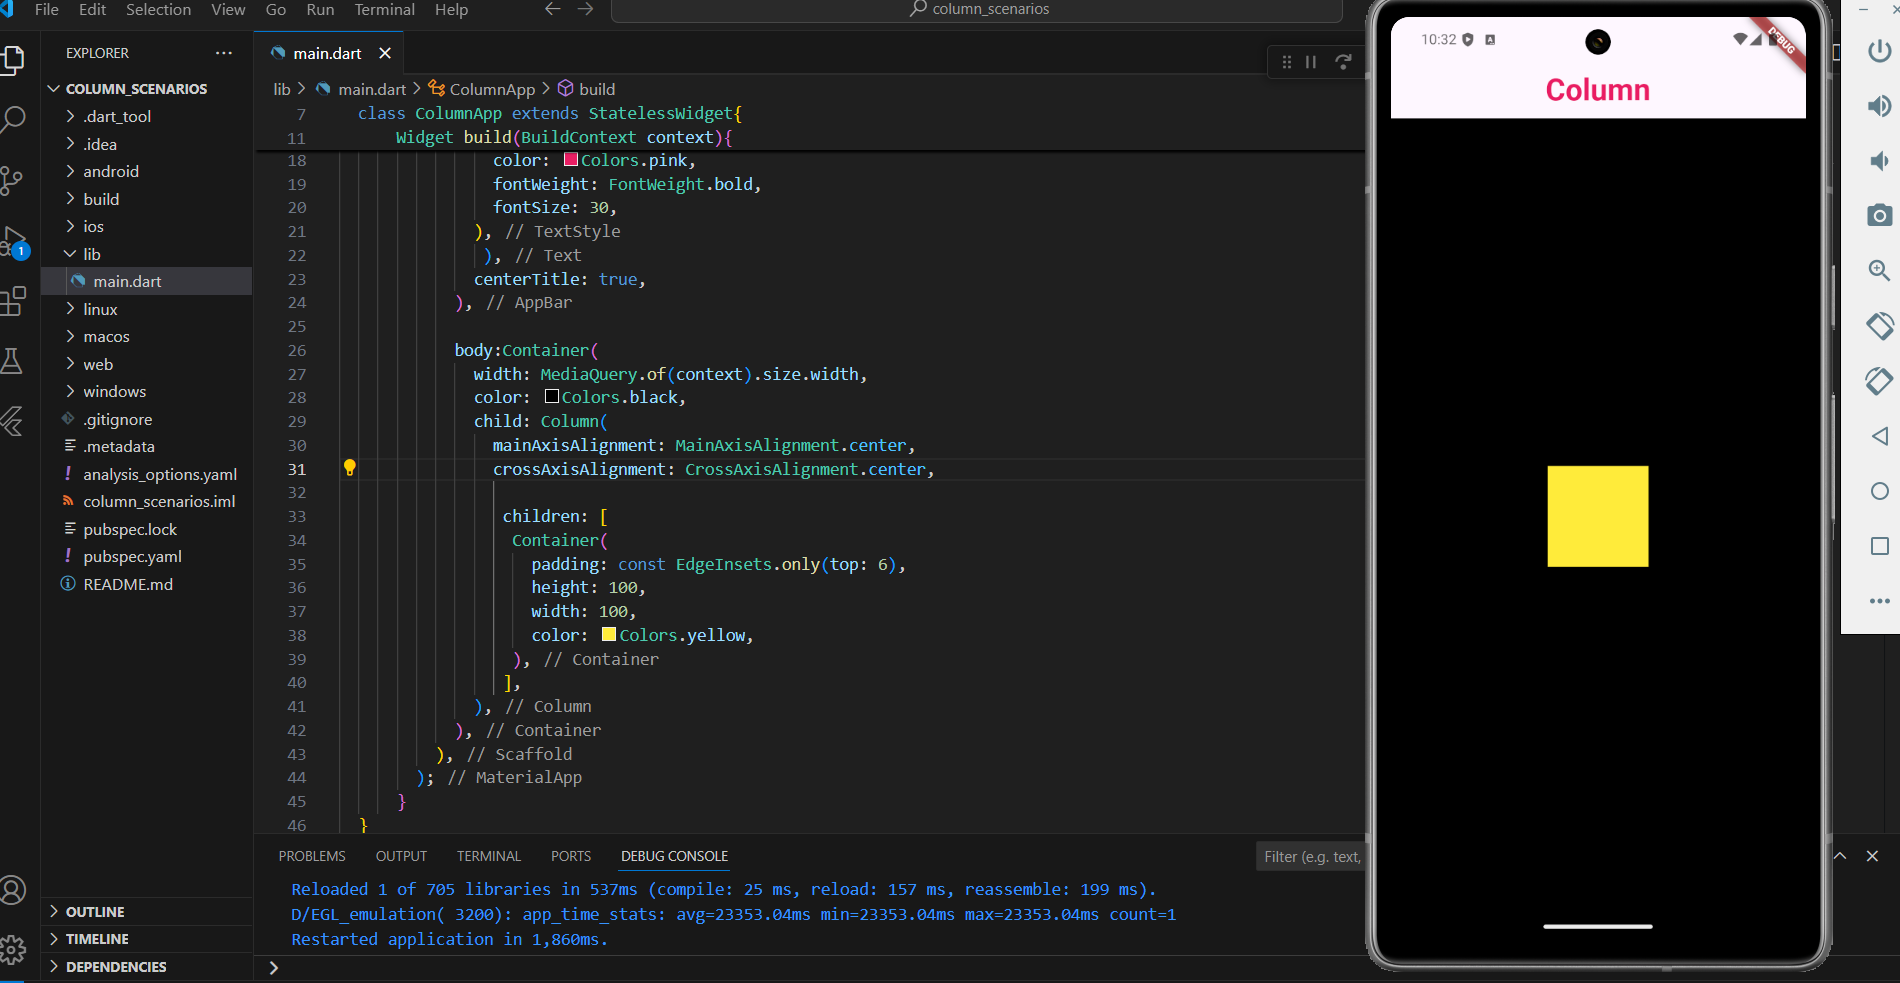 File Edit Selection View Go Run Terminal Help
column_scenarios
EXPLORER
COLUMN_SCENARIOS
.dart_tool
.idea
android
build
ios
lib
main.dart
linux
macos
web
windows
.gitignore
.metadata
analysis_options.yaml
column_scenarios.iml
pubspec.lock
pubspec.yaml
README.md
OUTLINE
TIMELINE
DEPENDENCIES
1
main.dart
lib > main.dart > ColumnApp > build
7 class ColumnApp extends StatelessWidget{
11 Widget build(BuildContext context){
18 color: Colors.pink,
19 fontWeight: FontWeight.bold,
20 fontSize: 30,
21 ), // TextStyle
22 ), // Text
23 centerTitle: true,
24 ), // AppBar
25
26 body:Container(
27 width: MediaQuery.of(context).size.width,
28 color: Colors.black,
29 child: Column(
30 mainAxisAlignment: MainAxisAlignment.center,
31 crossAxisAlignment: CrossAxisAlignment.center,
32
33 children: [
34 Container(
35 padding: const EdgeInsets.only(top: 6),
36 height: 100,
37 width: 100,
38 color: Colors.yellow,
39 ), // Container
40 ],
41 ), // Column
42 ), // Container
43 ), // Scaffold
44 ); // MaterialApp
45 }
46 }
PROBLEMS OUTPUT TERMINAL PORTS DEBUG CONSOLE
Filter (e.g. text,
Reloaded 1 of 705 libraries in 537ms (compile: 25 ms, reload: 157 ms, reassemble: 199 ms).
D/EGL_emulation( 3200): app_time_stats: avg=23353.04ms min=23353.04ms max=23353.04ms count=1
Restarted application in 1,860ms.
10:32
DEBUG
Column